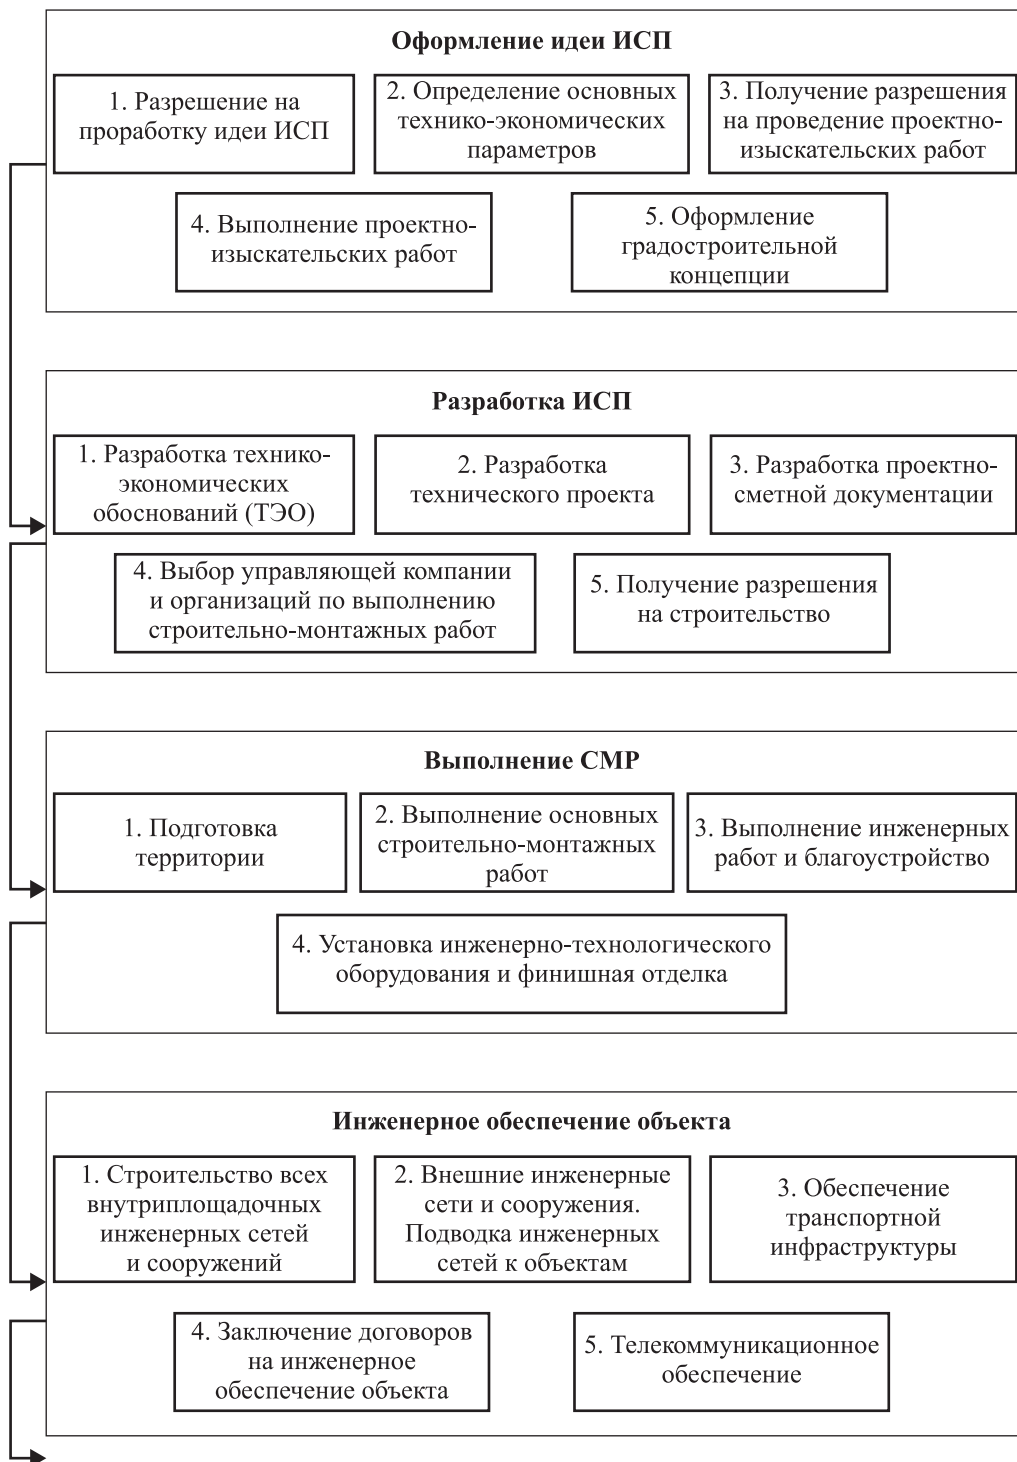 Оформление идеи ИСП
1. Разрешение на
проработку идеи ИСП
2. Определение основных
технико-экономических
параметров
3. Получение разрешения
на проведение проектно-
изыскательских работ
4. Выполнение проектно-
изыскательских работ
5. Оформление
градостроительной
концепции
Разработка ИСП
1. Разработка технико-
экономических
обоснований (ТЭО)
2. Разработка
технического проекта
3. Разработка проектно-
сметной документации
4. Выбор управляющей компании
и организаций по выполнению
строительно-монтажных работ
5. Получение разрешения
на строительство
Выполнение СМР
1. Подготовка
территории
2. Выполнение основных
строительно-монтажных
работ
3. Выполнение инженерных
работ и благоустройство
4. Установка инженерно-технологического
оборудования и финишная отделка
Инженерное обеспечение объекта
1. Строительство всех
внутриплощадочных
инженерных сетей
и сооружений
2. Внешние инженерные
сети и сооружения.
Подводка инженерных
сетей к объектам
3. Обеспечение
транспортной
инфраструктуры
4. Заключение договоров
на инженерное
обеспечение объекта
5. Телекоммуникационное
обеспечение